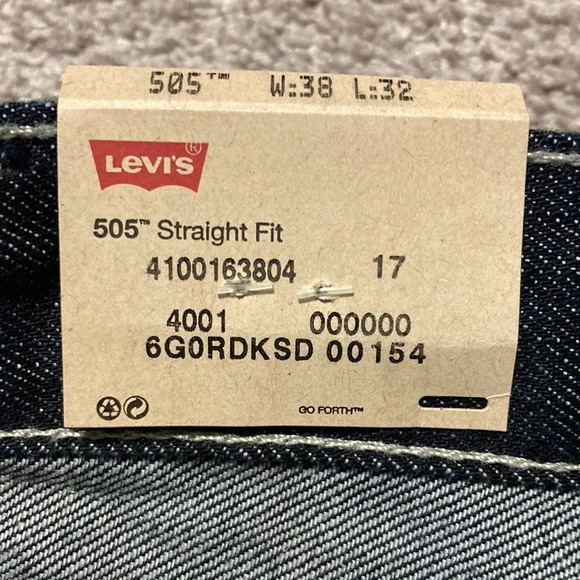 505™ W:38 L:32
LEVI'S®
505™ Straight Fit
4100163804 17
4001 000000
6G0RDKSD 00154
GO FORTH™